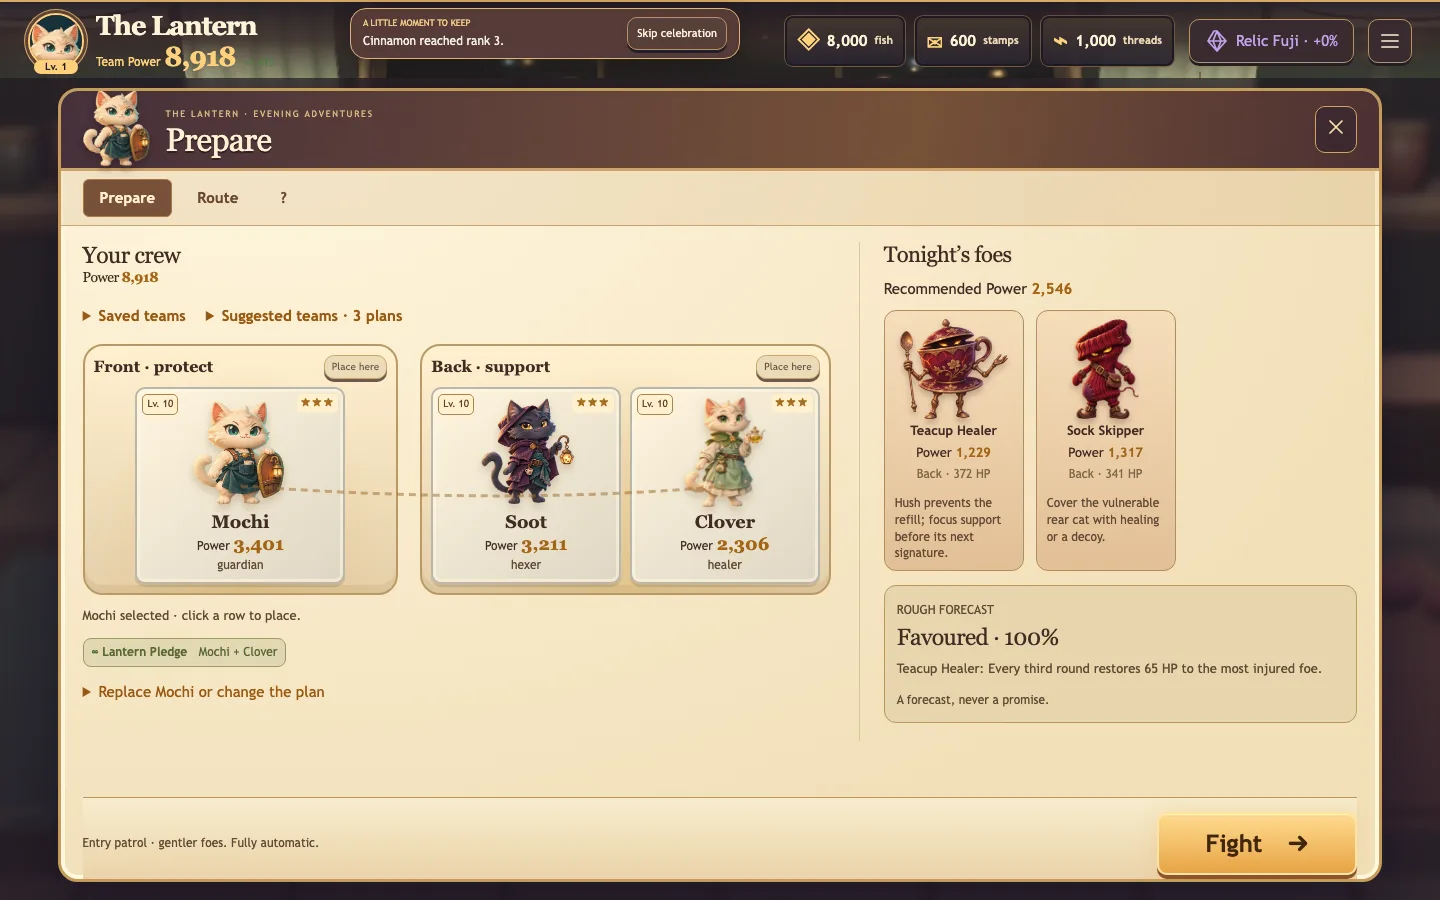 The Lantern
Lv. 1
Team Power 8,918
A LITTLE MOMENT TO KEEP
Cinnamon reached rank 3.
Skip celebration
8,000 fish
600 stamps
1,000 threads
Relic Fuji · +0%
THE LANTERN · EVENING ADVENTURES
Prepare
Prepare
Route
?
Your crew
Power 8,918
Saved teams
Suggested teams · 3 plans
Front · protect
Place here
Lv. 10
Mochi
Power 3,401
guardian
Back · support
Place here
Lv. 10
Soot
Power 3,211
hexer
Lv. 10
Clover
Power 2,306
healer
Mochi selected · click a row to place.
∞ Lantern Pledge Mochi + Clover
Replace Mochi or change the plan
Tonight’s foes
Recommended Power 2,546
Teacup Healer
Power 1,229
Back · 372 HP
Hush prevents the
refill; focus support
before its next
signature.
Sock Skipper
Power 1,317
Back · 341 HP
Cover the vulnerable
rear cat with healing
or a decoy.
ROUGH FORECAST
Favoured · 100%
Teacup Healer: Every third round restores 65 HP to the most injured foe.
A forecast, never a promise.
Entry patrol · gentler foes. Fully automatic.
Fight →